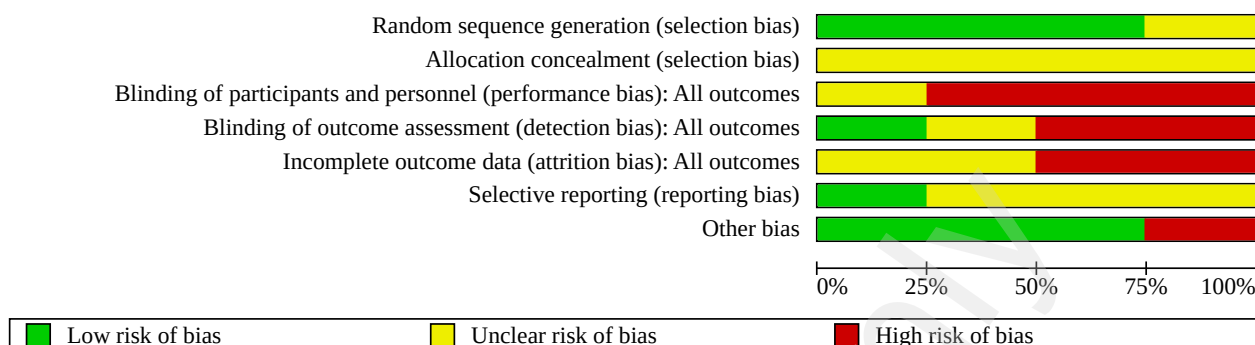 Random sequence generation (selection bias)
Allocation concealment (selection bias)
Blinding of participants and personnel (performance bias): All outcomes
Blinding of outcome assessment (detection bias): All outcomes
Incomplete outcome data (attrition bias): All outcomes
Selective reporting (reporting bias)
Other bias
0% 25% 50% 75% 100%
Low risk of bias Unclear risk of bias High risk of bias